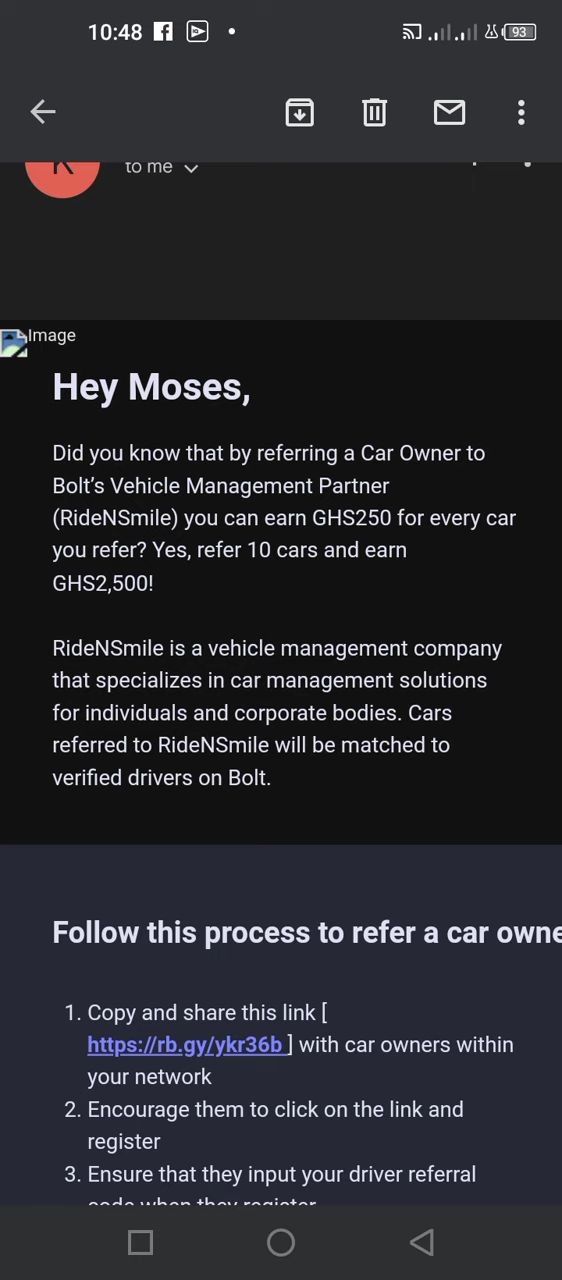 10:48
93
K
to me
Image
Hey Moses,
Did you know that by referring a Car Owner to
Bolt’s Vehicle Management Partner
(RideNSmile) you can earn GHS250 for every car
you refer? Yes, refer 10 cars and earn
GHS2,500!
RideNSmile is a vehicle management company
that specializes in car management solutions
for individuals and corporate bodies. Cars
referred to RideNSmile will be matched to
verified drivers on Bolt.
Follow this process to refer a car owne
1. Copy and share this link [
https://rb.gy/ykr36b ] with car owners within
your network
2. Encourage them to click on the link and
register
3. Ensure that they input your driver referral
code when they register